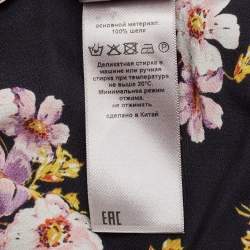 основной материал:
100% шелк
Деликатная стирка в
машине или ручная
стирка при температуре
не выше 30°C.
Минимальный режим
отжима.
не отжимать
сделано в Китай
EAC